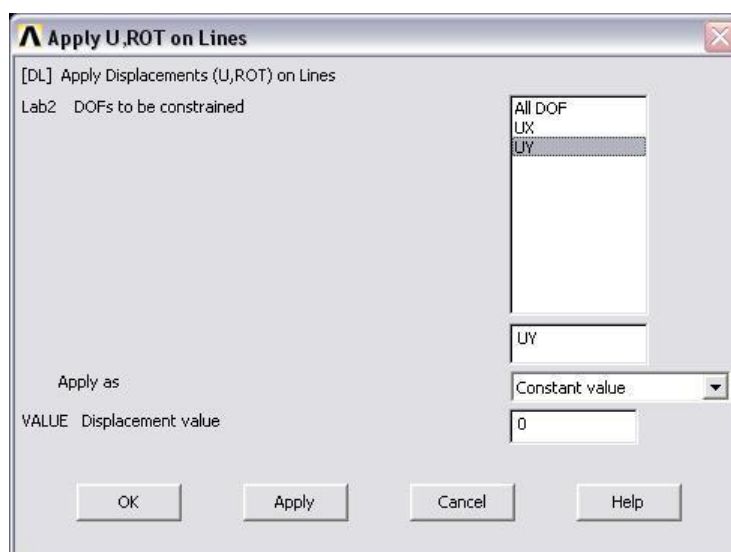 Apply U,ROT on Lines
[DL] Apply Displacements (U,ROT) on Lines
Lab2 DOFs to be constrained
All DOF
UX
UY
UY
Apply as
Constant value
VALUE Displacement value
0
OK Apply Cancel Help